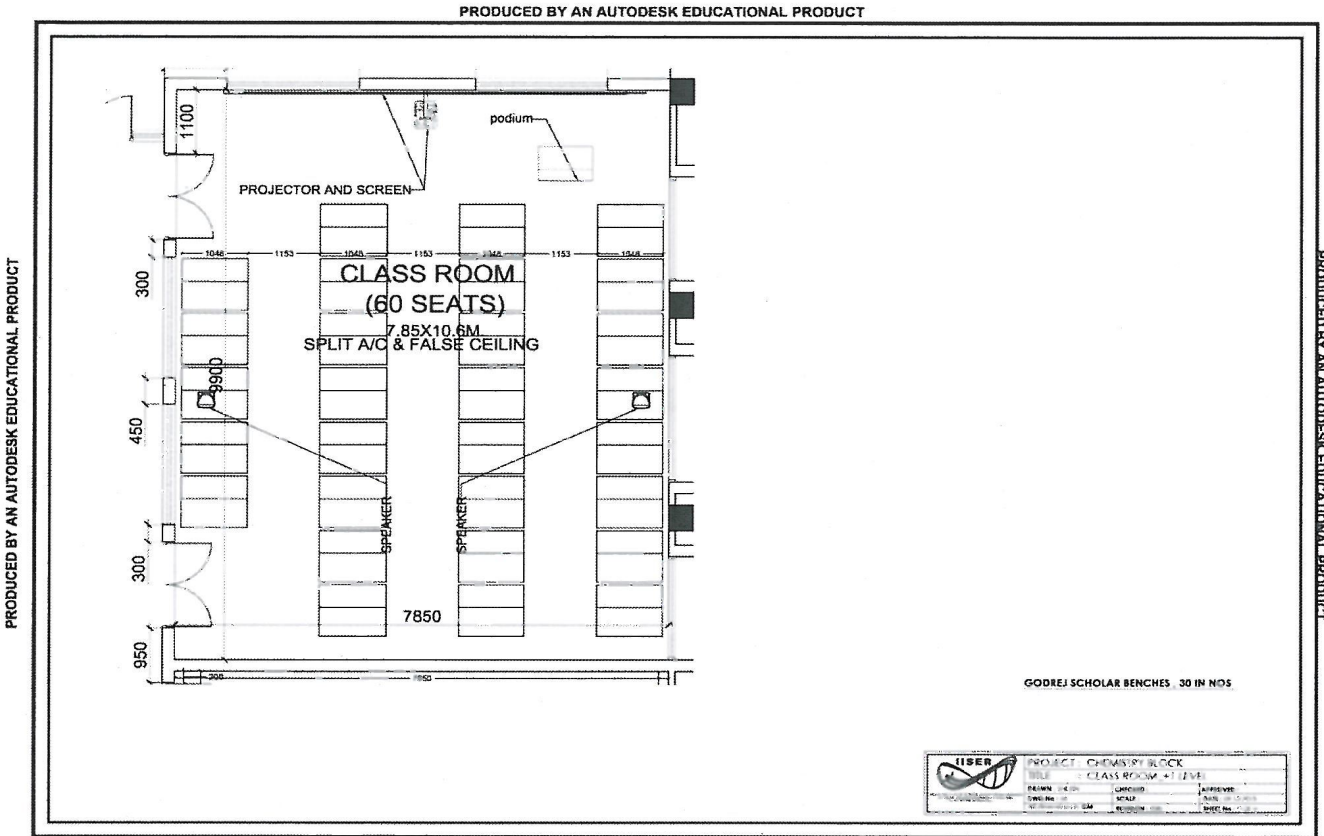 PRODUCED BY AN AUTODESK EDUCATIONAL PRODUCT
PRODUCED BY AN AUTODESK EDUCATIONAL PRODUCT
PRODUCED BY AN AUTODESK EDUCATIONAL PRODUCT
1100
podium
PROJECTOR AND SCREEN
1048 1153 1048 1153 1048 1153 1048
CLASS ROOM
(60 SEATS)
7.85X10.6M
SPLIT A/C & FALSE CEILING
300
9900
450
SPEAKER
SPEAKER
300
7850
950
GODREJ SCHOLAR BENCHES , 30 IN NOS
IISER
PROJECT : CHEMISTRY BLOCK
TITLE : CLASS ROOM, +1 LEVEL
DRAWN
CHECKED
APPROVED
SCALE